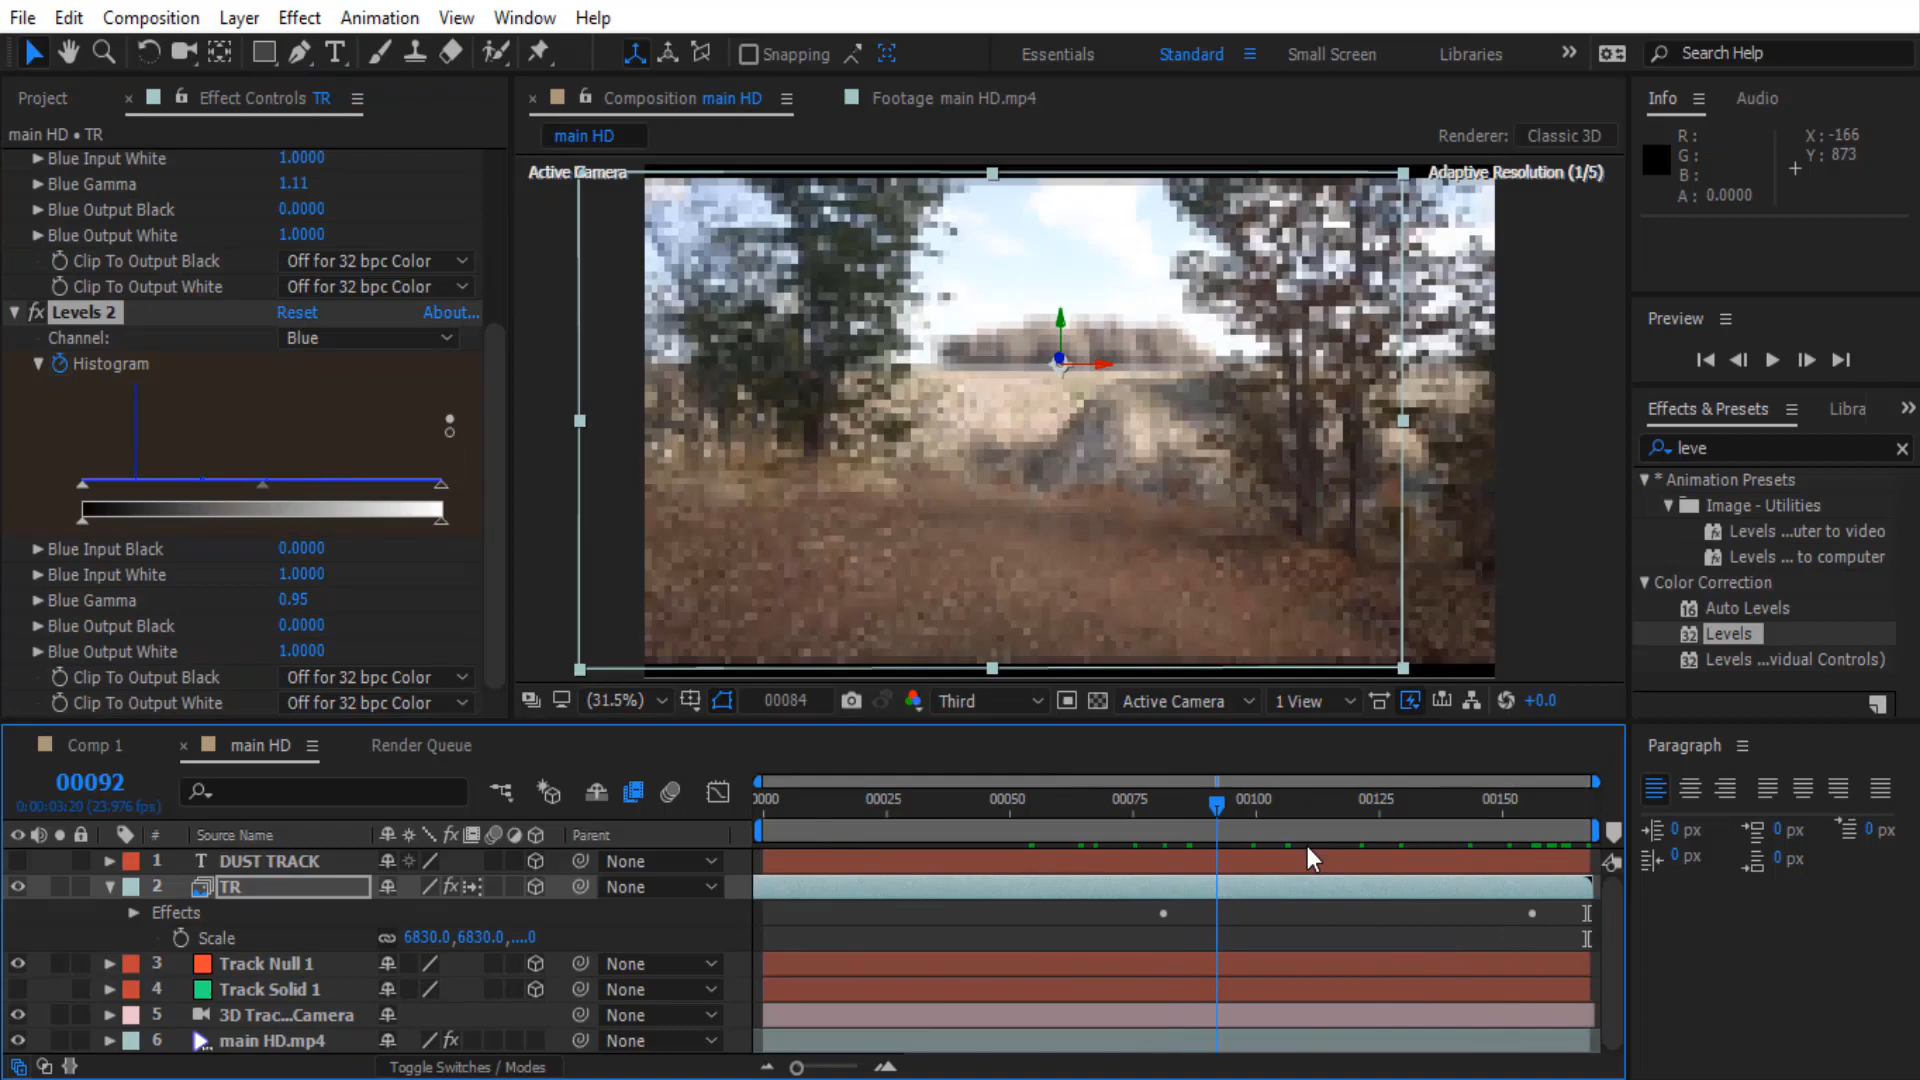 File Edit Composition Layer Effect Animation View Window Help
Snapping Essentials Standard Small Screen Libraries Search Help
Project Effect Controls TR Composition main HD Footage main HD.mp4 Info Audio
main HD • TR main HD Renderer: Classic 3D
R: X: -166
G: Y: 873
B:
A: 0.0000
Blue Input White 1.0000
Blue Gamma 1.11
Blue Output Black 0.0000
Blue Output White 1.0000
Clip To Output Black Off for 32 bpc Color
Clip To Output White Off for 32 bpc Color
Levels 2 Reset About...
Channel: Blue
Histogram
Blue Input Black 0.0000
Blue Input White 1.0000
Blue Gamma 0.95
Blue Output Black 0.0000
Blue Output White 1.0000
Clip To Output Black Off for 32 bpc Color
Clip To Output White Off for 32 bpc Color
Active Camera Adaptive Resolution (1/5)
(31.5%) 00084 Third Active Camera 1 View +0.0
Preview
Effects & Presets Libra
leve
* Animation Presets
Image - Utilities
Levels ...uter to video
Levels ... to computer
Color Correction
16 Auto Levels
32 Levels
32 Levels ...vidual Controls)
Comp 1 main HD Render Queue
00092
0:00:03:20 (23.976 fps)
0000 00025 00050 00075 00100 00125 00150
# Source Name fx Parent
1 T DUST TRACK None
2 TR fx None
Effects
Scale 6830.0,6830.0,....0
3 Track Null 1 None
4 Track Solid 1 None
5 3D Trac...Camera None
6 main HD.mp4 fx None
Toggle Switches / Modes
Paragraph
0 px 0 px 0 px
0 px 0 px